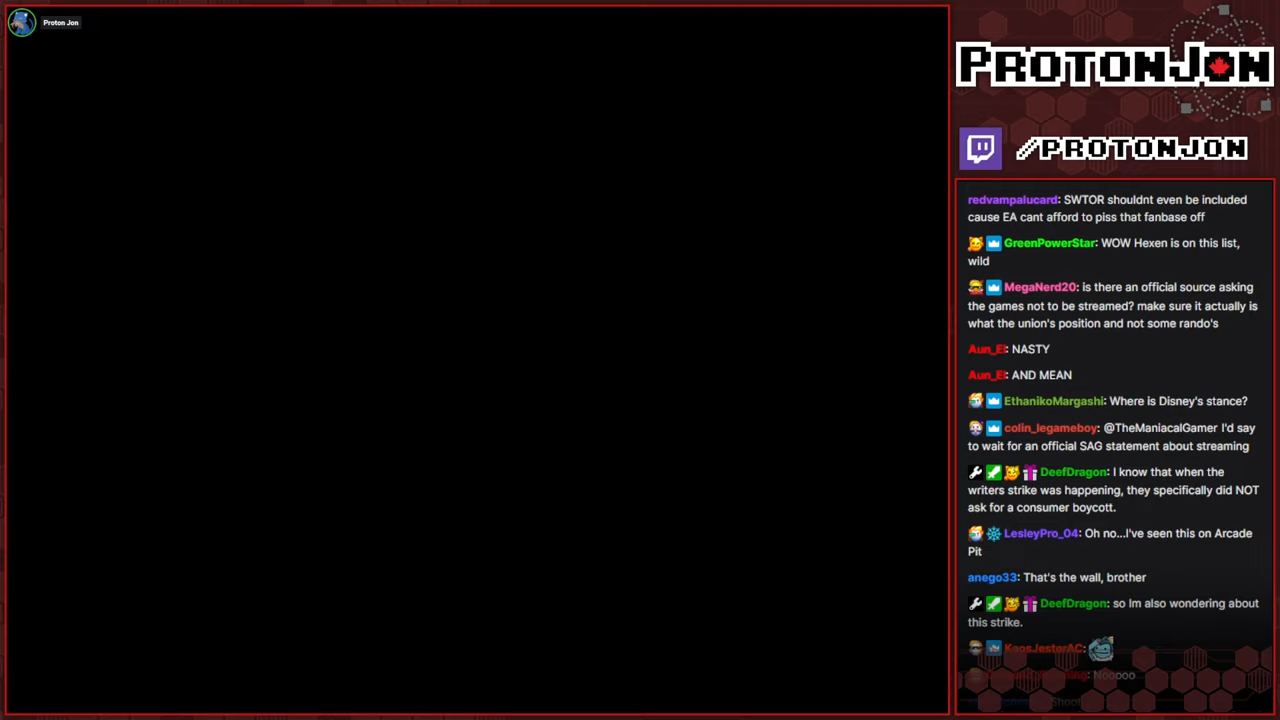 Proton Jon
PROTONJON
/PROTONJON
redvampalucard: SWTOR shouldnt even be included
cause EA cant afford to piss that fanbase off
GreenPowerStar: WOW Hexen is on this list,
wild
MegaNerd20: is there an official source asking
the games not to be streamed? make sure it actually is
what the union's position and not some rando's
Aun_El: NASTY
Aun_El: AND MEAN
EthanikoMargashi: Where is Disney's stance?
colin_legameboy: @TheManiacalGamer I'd say
to wait for an official SAG statement about streaming
DeefDragon: I know that when the
writers strike was happening, they specifically did NOT
ask for a consumer boycott.
LesleyPro_04: Oh no...I've seen this on Arcade
Pit
anego33: That's the wall, brother
DeefDragon: so Im also wondering about
this strike.
KaosJesterAC:
Nooooo